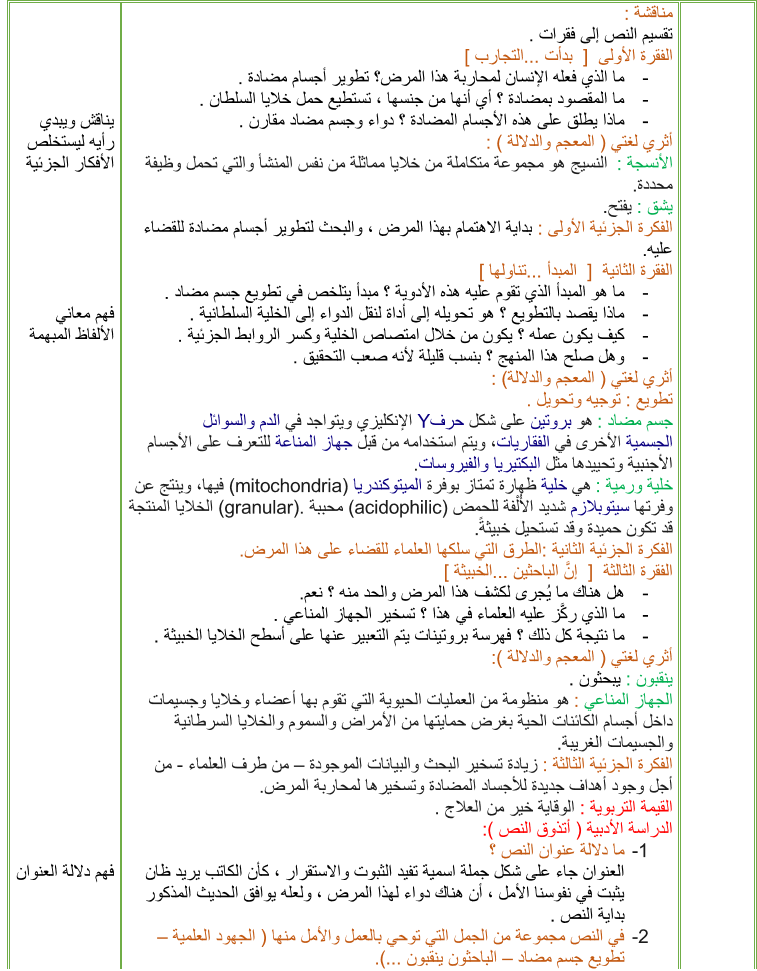 مناقشة :
تقسيم النص إلى فقرات .
الفقرة الأولى [ بدأت ...التجارب ]
- ما الذي فعله الإنسان لمحاربة هذا المرض؟ تطوير أجسام مضادة .
- ما المقصود بمضادة ؟ أي أنها من جنسها ، تستطيع حمل خلايا السلطان .
- ماذا يطلق على هذه الأجسام المضادة ؟ دواء وجسم مضاد مقارن .
أثري لغتي ( المعجم والدلالة ) :
الأنسجة : النسيج هو مجموعة متكاملة من خلايا مماثلة من نفس المنشأ والتي تحمل وظيفة
محددة.
يشق : يفتح.
الفكرة الجزئية الأولى : بداية الاهتمام بهذا المرض ، والبحث لتطوير أجسام مضادة للقضاء
عليه.
الفقرة الثانية [ المبدأ ...تناولها ]
- ما هو المبدأ الذي تقوم عليه هذه الأدوية ؟ مبدأ يتلخص في تطويع جسم مضاد .
- ماذا يقصد بالتطويع ؟ هو تحويله إلى أداة لنقل الدواء إلى الخلية السلطانية .
- كيف يكون عمله ؟ يكون من خلال امتصاص الخلية وكسر الروابط الجزئية .
- وهل صلح هذا المنهج ؟ بنسب قليلة لأنه صعب التحقيق .
أثري لغتي ( المعجم والدلالة) :
تطويع : توجيه وتحويل .
جسم مضاد : هو بروتين على شكل حرفY الإنكليزي ويتواجد في الدم والسوائل
الجسمية الأخرى في الفقاريات، ويتم استخدامه من قبل جهاز المناعة للتعرف على الأجسام
الأجنبية وتحييدها مثل البكتيريا والفيروسات.
خلية ورمية : هي خلية ظِهارة تمتاز بوفرة الميتوكندريا (mitochondria) فيها، وينتج عن
وفرتها سيتوبلازم شديد الأُلفة للحمض (acidophilic) محببة .(granular) الخلايا المنتجة
قد تكون حميدة وقد تستحيل خبيثةً.
الفكرة الجزئية الثانية :الطرق التي سلكها العلماء للقضاء على هذا المرض.
الفقرة الثالثة [ إنَّ الباحثين ...الخبيثة ]
- هل هناك ما يُجرى لكشف هذا المرض والحد منه ؟ نعم.
- ما الذي ركَّز عليه العلماء في هذا ؟ تسخير الجهاز المناعي .
- ما نتيجة كل ذلك ؟ فهرسة بروتينات يتم التعبير عنها على أسطح الخلايا الخبيثة .
أثري لغتي ( المعجم والدلالة ):
ينقبون : يبحثون .
الجهاز المناعي : هو منظومة من العمليات الحيوية التي تقوم بها أعضاء وخلايا وجسيمات
داخل أجسام الكائنات الحية بغرض حمايتها من الأمراض والسموم والخلايا السرطانية
والجسيمات الغريبة.
الفكرة الجزئية الثالثة : زيادة تسخير البحث والبيانات الموجودة – من طرف العلماء - من
أجل وجود أهداف جديدة للأجساد المضادة وتسخيرها لمحاربة المرض.
القيمة التربوية : الوقاية خير من العلاج .
الدراسة الأدبية ( أتذوق النص ):
1- ما دلالة عنوان النص ؟
العنوان جاء على شكل جملة اسمية تفيد الثبوت والاستقرار ، كأن الكاتب يريد ظان
يثبت في نفوسنا الأمل ، أن هناك دواء لهذا المرض ، ولعله يوافق الحديث المذكور
بداية النص .
2- في النص مجموعة من الجمل التي توحي بالعمل والأمل منها ( الجهود العلمية –
تطويع جسم مضاد – الباحثون ينقبون ...).
يناقش ويبدي
رأيه ليستخلص
الأفكار الجزئية
فهم معاني
الألفاظ المبهمة
فهم دلالة العنوان